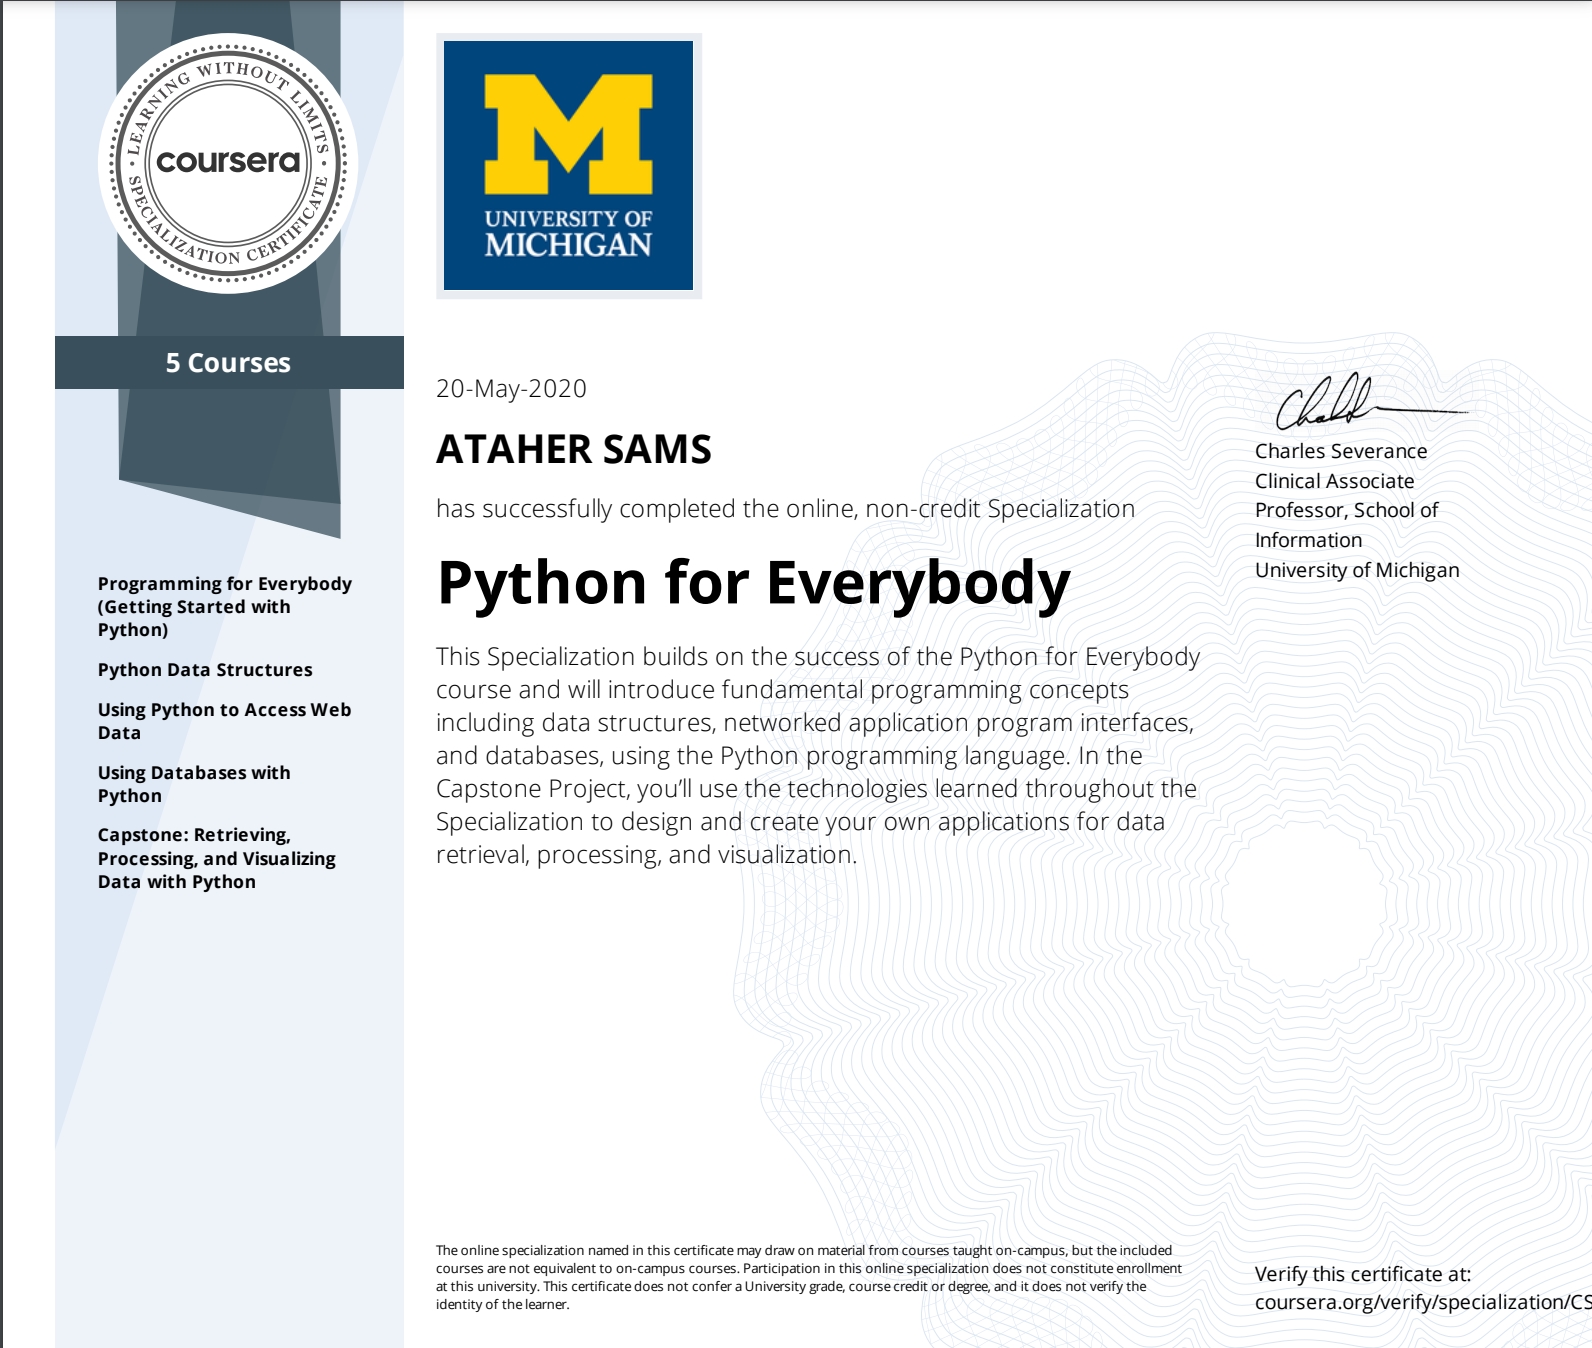 LEARNING WITHOUT LIMITS
coursera
SPECIALIZATION CERTIFICATE
5 Courses
Programming for Everybody
(Getting Started with
Python)
Python Data Structures
Using Python to Access Web
Data
Using Databases with
Python
Capstone: Retrieving,
Processing, and Visualizing
Data with Python
M
UNIVERSITY OF
MICHIGAN
20-May-2020
ATAHER SAMS
has successfully completed the online, non-credit Specialization
Python for Everybody
This Specialization builds on the success of the Python for Everybody
course and will introduce fundamental programming concepts
including data structures, networked application program interfaces,
and databases, using the Python programming language. In the
Capstone Project, you’ll use the technologies learned throughout the
Specialization to design and create your own applications for data
retrieval, processing, and visualization.
Charles Severance
Clinical Associate
Professor, School of
Information
University of Michigan
The online specialization named in this certificate may draw on material from courses taught on-campus, but the included
courses are not equivalent to on-campus courses. Participation in this online specialization does not constitute enrollment
at this university. This certificate does not confer a University grade, course credit or degree, and it does not verify the
identity of the learner.
Verify this certificate at:
coursera.org/verify/specialization/CS